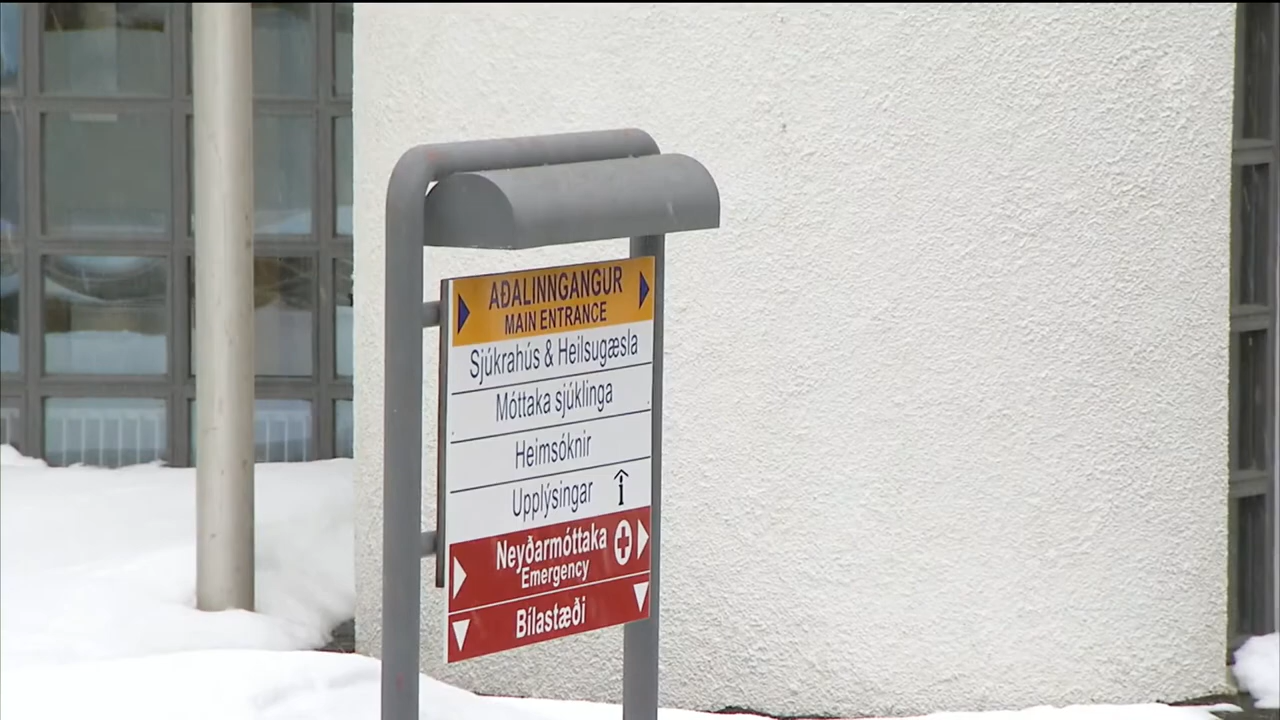 AÐALINNGANGUR
MAIN ENTRANCE
Sjúkrahús & Heilsugæsla
Móttaka sjúklinga
Heimsóknir
Upplýsingar
Neyðarmóttaka
Emergency
Bílastæði